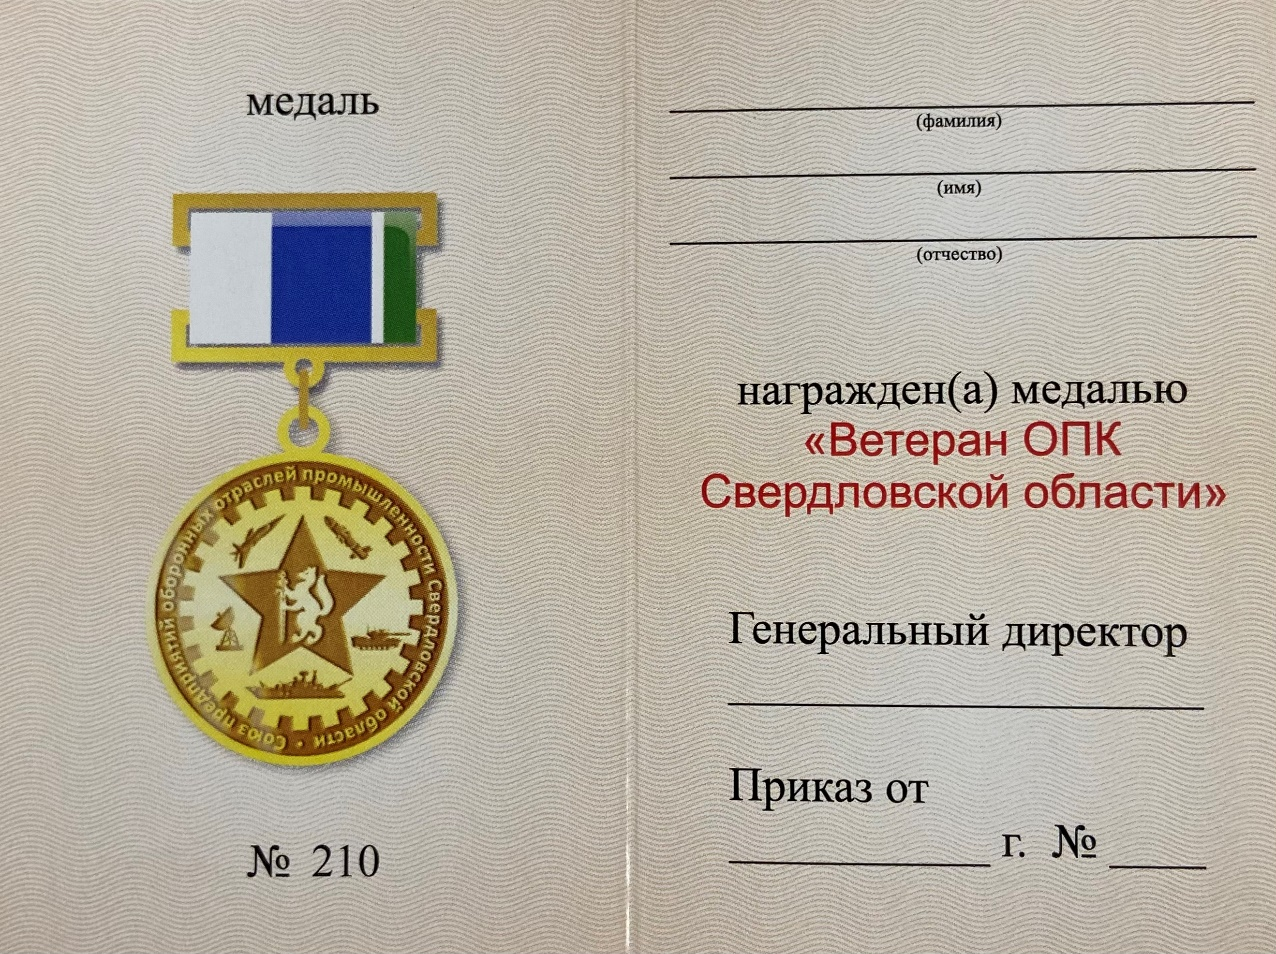 медаль
Союз предприятий оборонных отраслей промышленности Свердловской области •
№ 210
(фамилия)
(имя)
(отчество)
награжден(а) медалью
«Ветеран ОПК
Свердловской области»
Генеральный директор
Приказ от
г. №